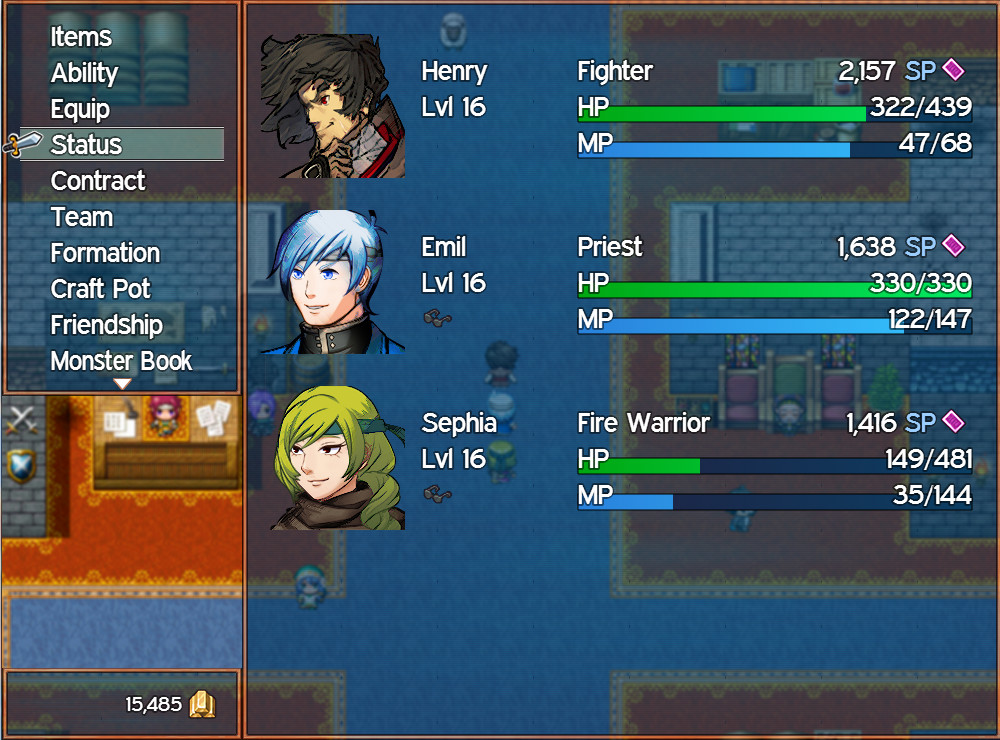 Items
Ability
Equip
Status
Contract
Team
Formation
Craft Pot
Friendship
Monster Book
15,485
Henry Fighter 2,157 SP
Lvl 16 HP 322/439
MP 47/68
Emil Priest 1,638 SP
Lvl 16 HP 330/330
MP 122/147
Sephia Fire Warrior 1,416 SP
Lvl 16 HP 149/481
MP 35/144